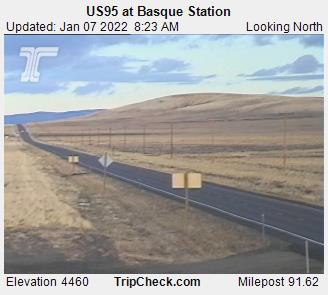 US95 at Basque Station
Updated: Jan 07 2022 8:23 AM Looking North
Elevation 4460 TripCheck.com Milepost 91.62